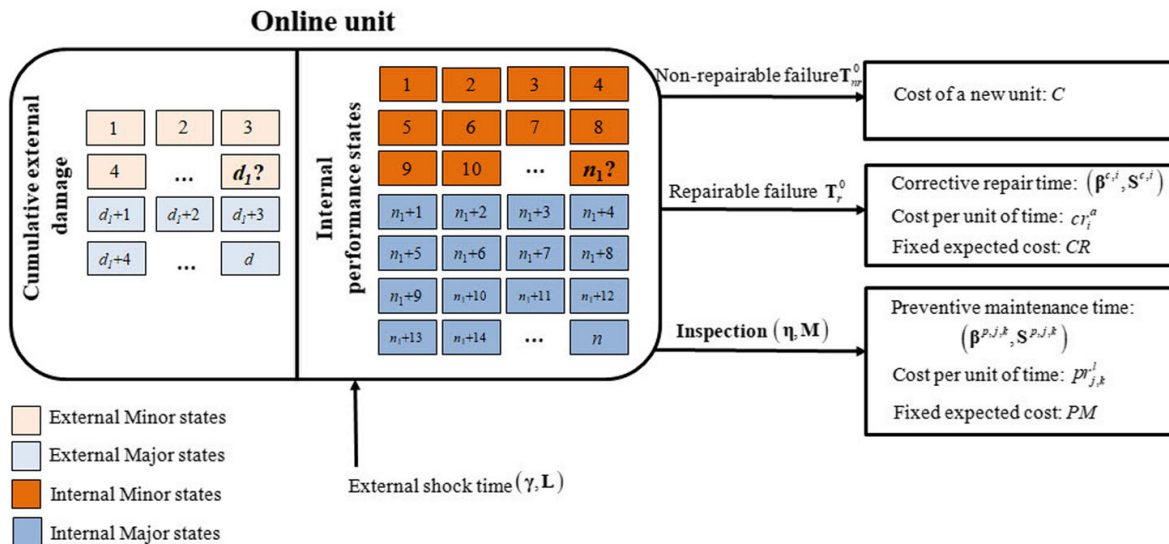 Online unit
Cumulative external
damage
1 2 3
4 ... d₁?
d₁+1 d₁+2 d₁+3
d₁+4 ... d
Internal
performance states
1 2 3 4
5 6 7 8
9 10 ... n₁?
n₁+1 n₁+2 n₁+3 n₁+4
n₁+5 n₁+6 n₁+7 n₁+8
n₁+9 n₁+10 n₁+11 n₁+12
n₁+13 n₁+14 ... n
Non-repairable failure T⁰ₙᵣ
Cost of a new unit: C
Repairable failure T⁰ᵣ
Corrective repair time: (β^{c,i}, S^{c,i})
Cost per unit of time: crᵢᵃ
Fixed expected cost: CR
Inspection (η, M)
Preventive maintenance time:
(β^{p,j,k}, S^{p,j,k})
Cost per unit of time: pr^{l}_{j,k}
Fixed expected cost: PM
External shock time (γ, L)
External Minor states
External Major states
Internal Minor states
Internal Major states